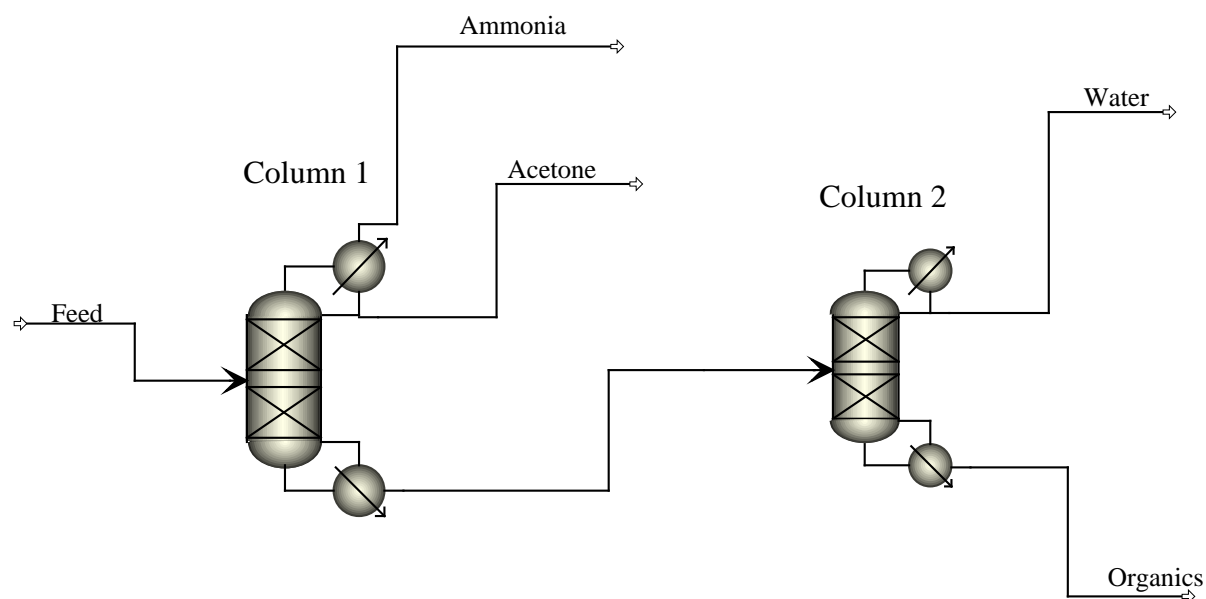 Ammonia
Water
Column 1
Acetone
Column 2
Feed
Organics